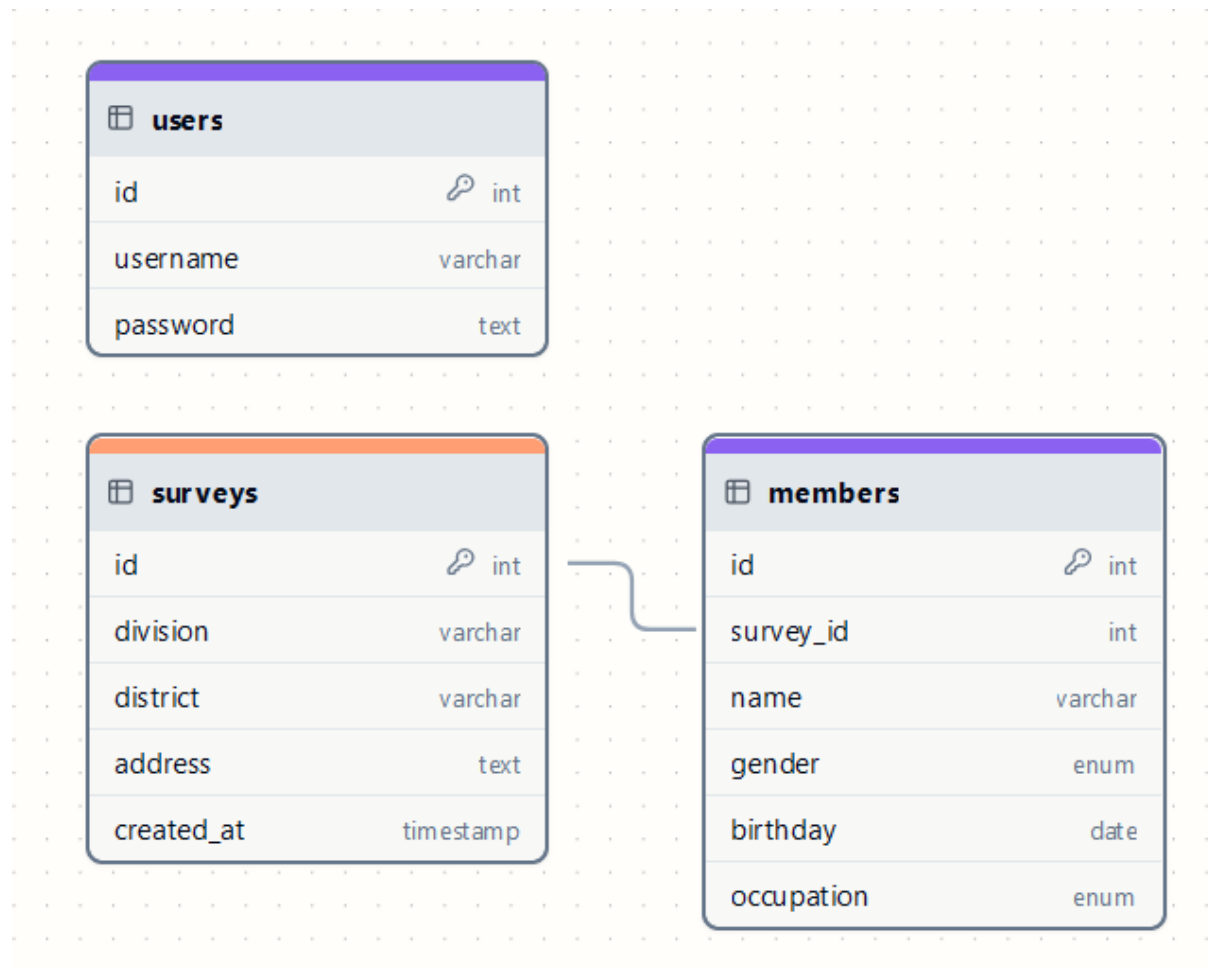 users
id int
username varchar
password text
surveys
id int
division varchar
district varchar
address text
created_at timestamp
members
id int
survey_id int
name varchar
gender enum
birthday date
occupation enum